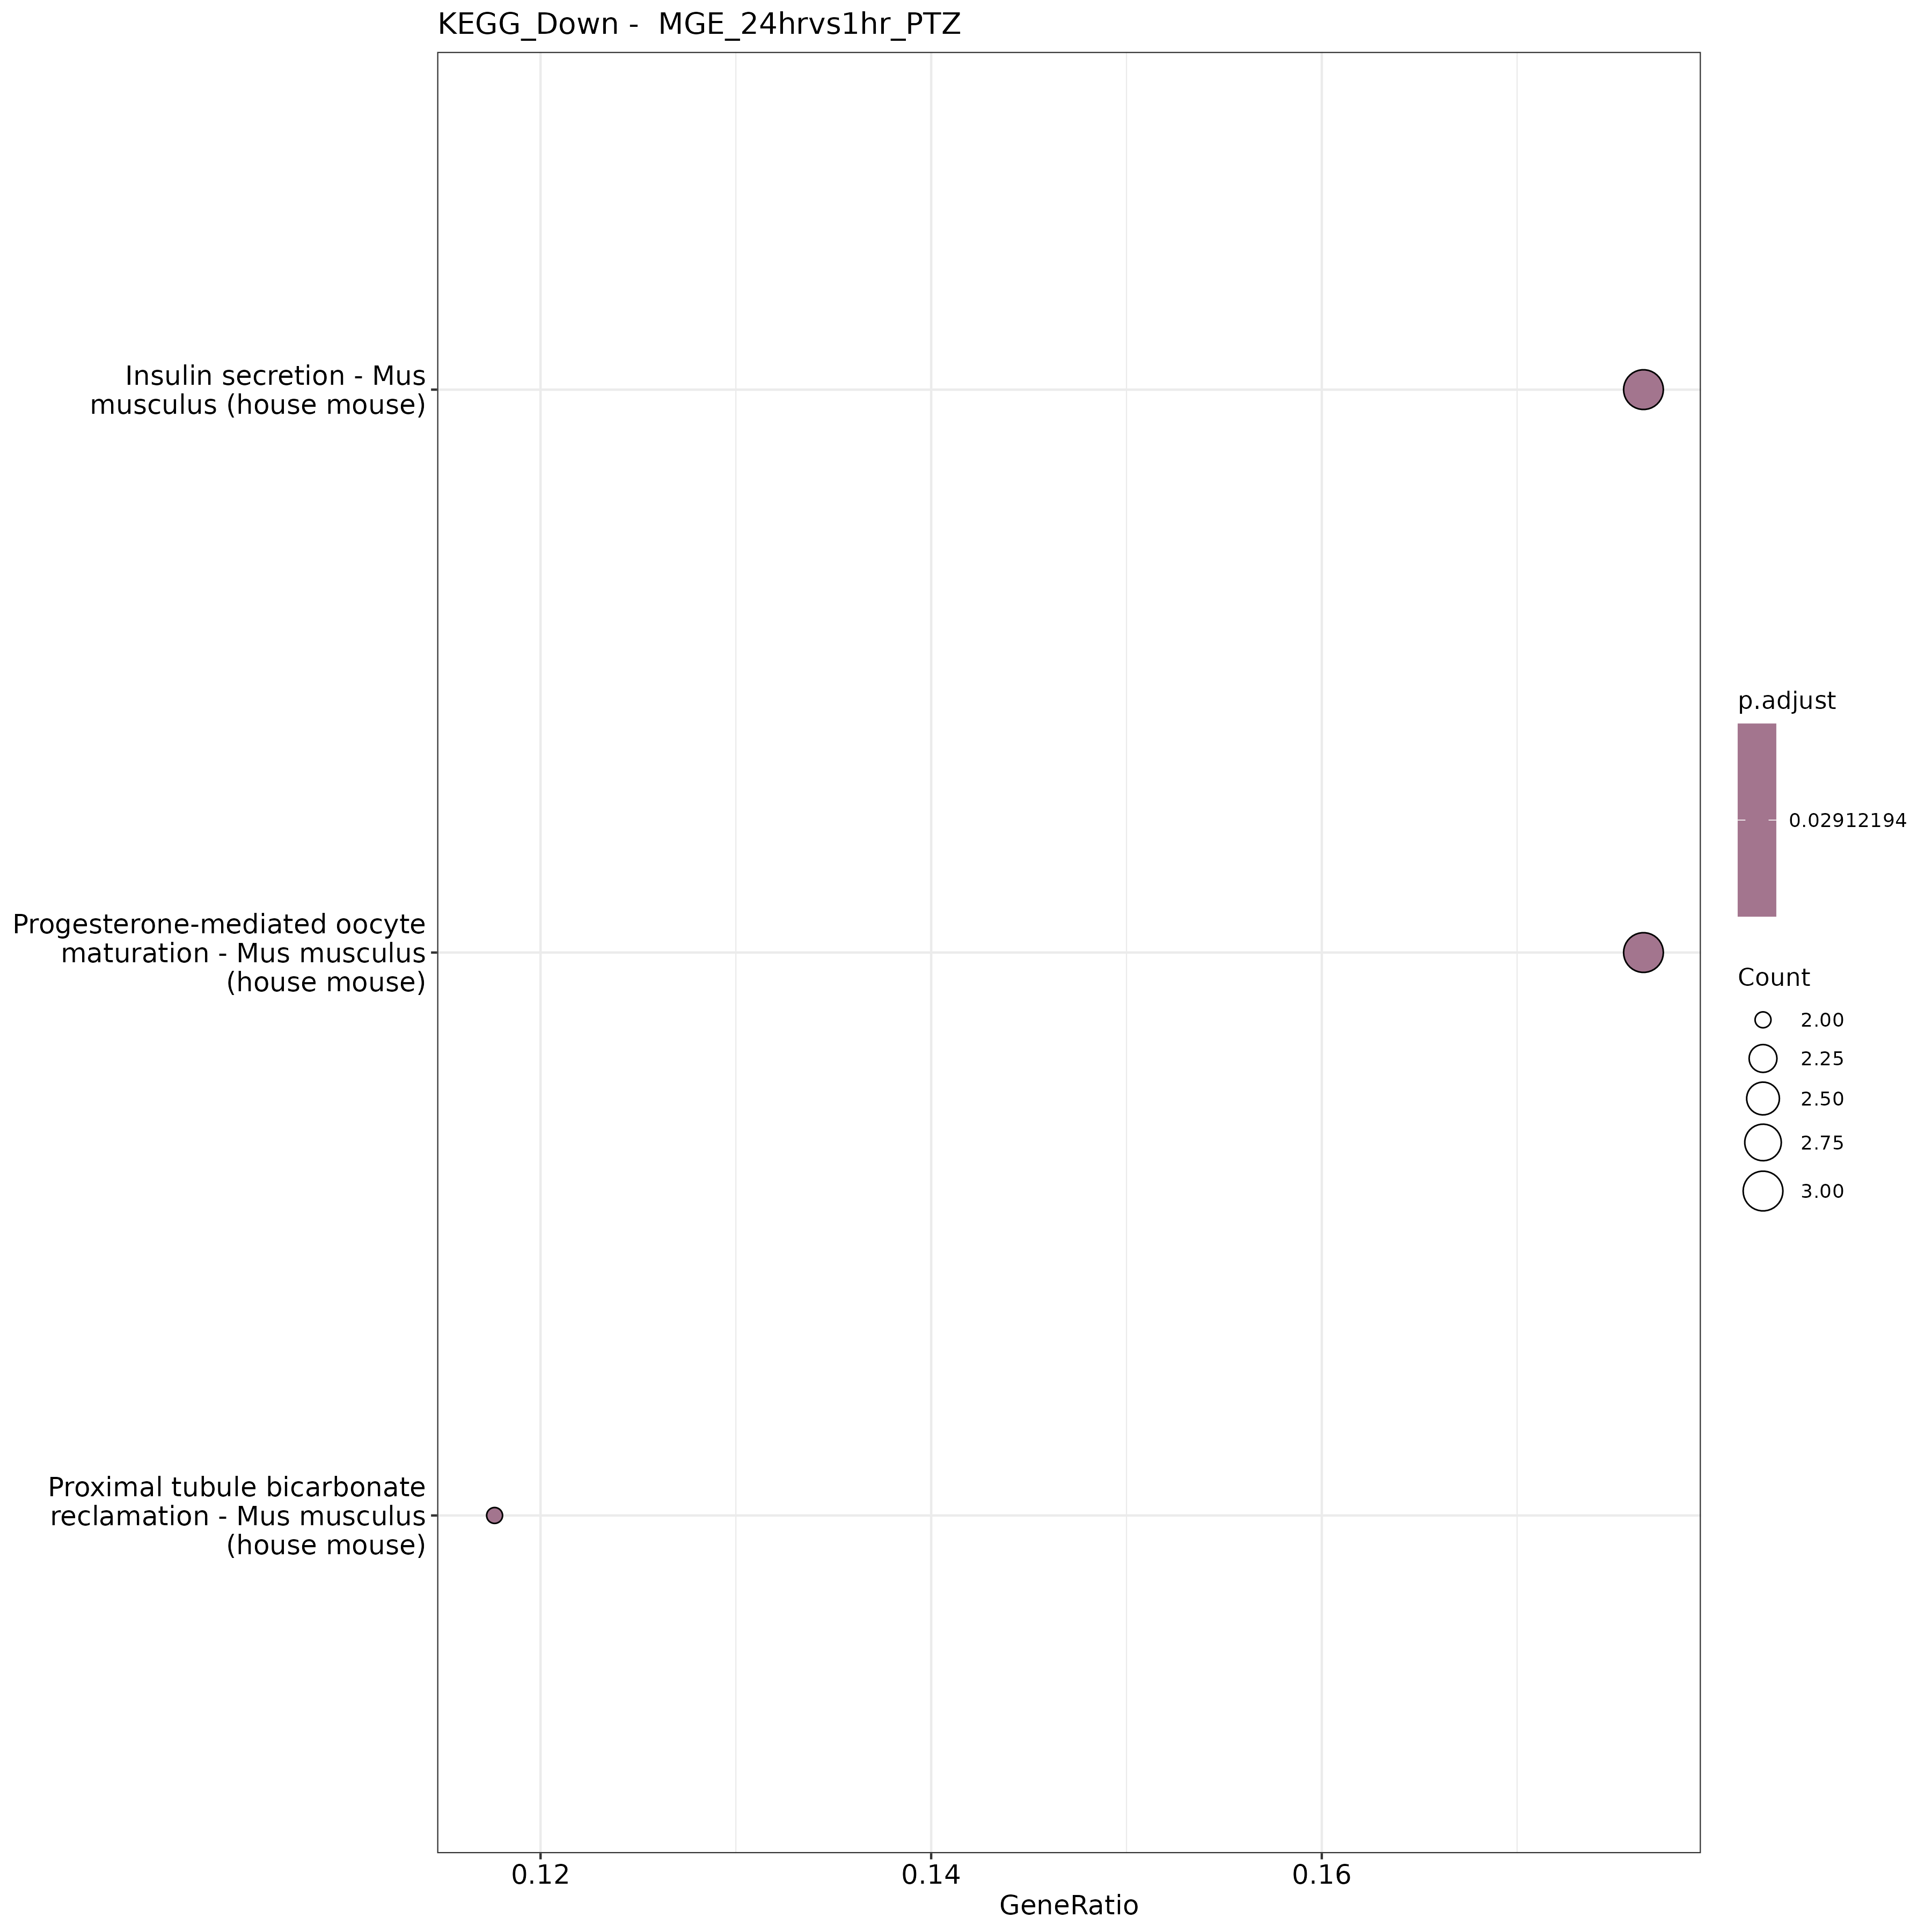 KEGG_Down -  MGE_24hrvs1hr_PTZ
Insulin secretion - Mus
musculus (house mouse)
Progesterone-mediated oocyte
maturation - Mus musculus
(house mouse)
Proximal tubule bicarbonate
reclamation - Mus musculus
(house mouse)
0.12
0.14
0.16
GeneRatio
p.adjust
0.02912194
Count
2.00
2.25
2.50
2.75
3.00